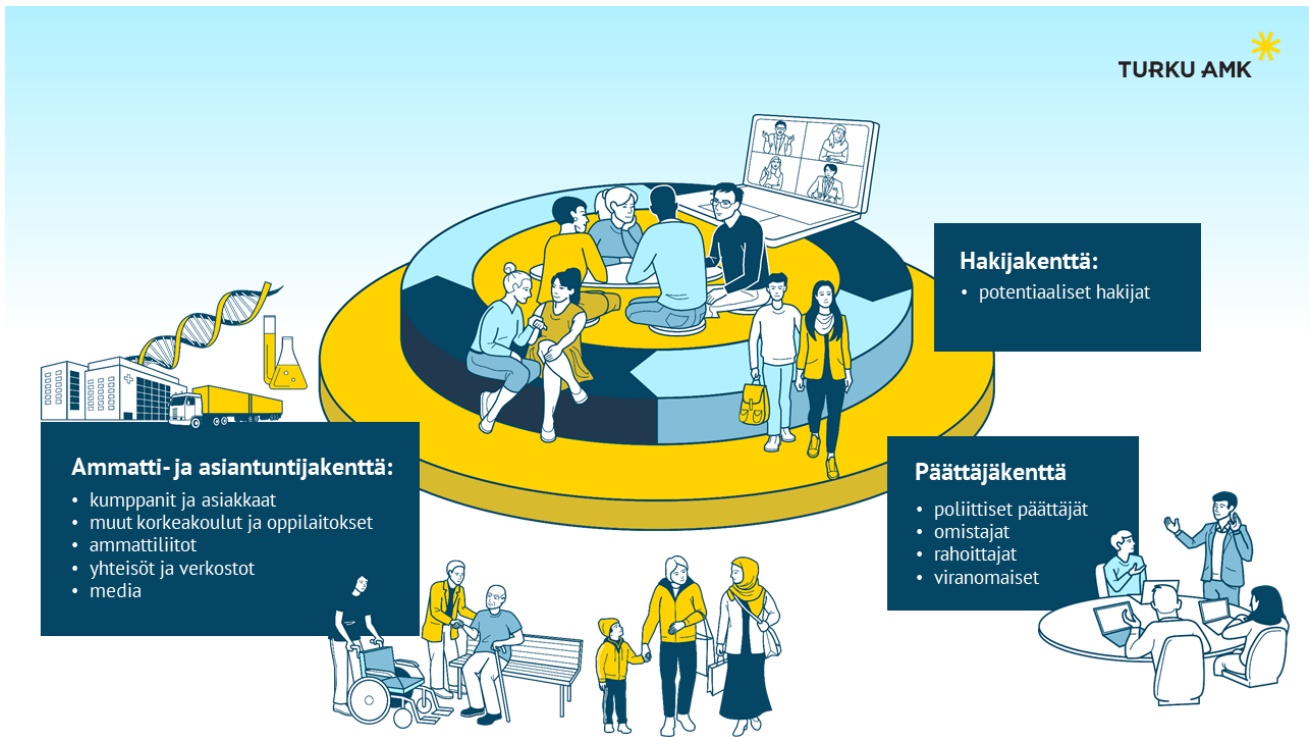 TURKU AMK
Hakijakenttä:
• potentiaaliset hakijat
Ammatti- ja asiantuntijakenttä:
• kumppanit ja asiakkaat
• muut korkeakoulut ja oppilaitokset
• ammattiliitot
• yhteisöt ja verkostot
• media
Päättäjäkenttä
• poliittiset päättäjät
• omistajat
• rahoittajat
• viranomaiset